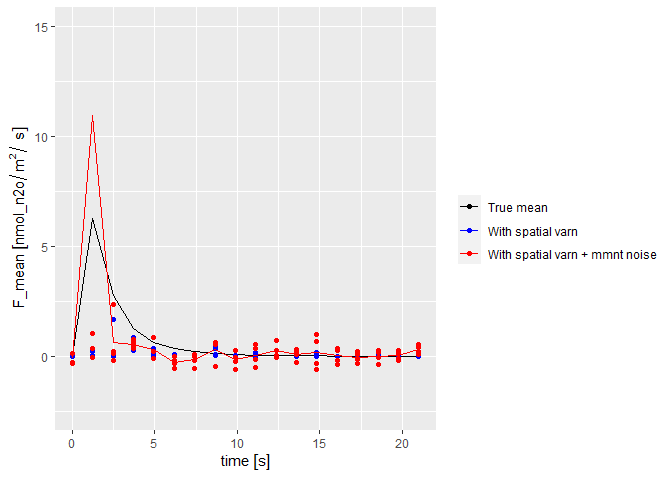 15
10
5
0
F_mean [nmol_n2o/ m²/ s]
0
5
10
15
20
time [s]
True mean
With spatial varn
With spatial varn + mmnt noise